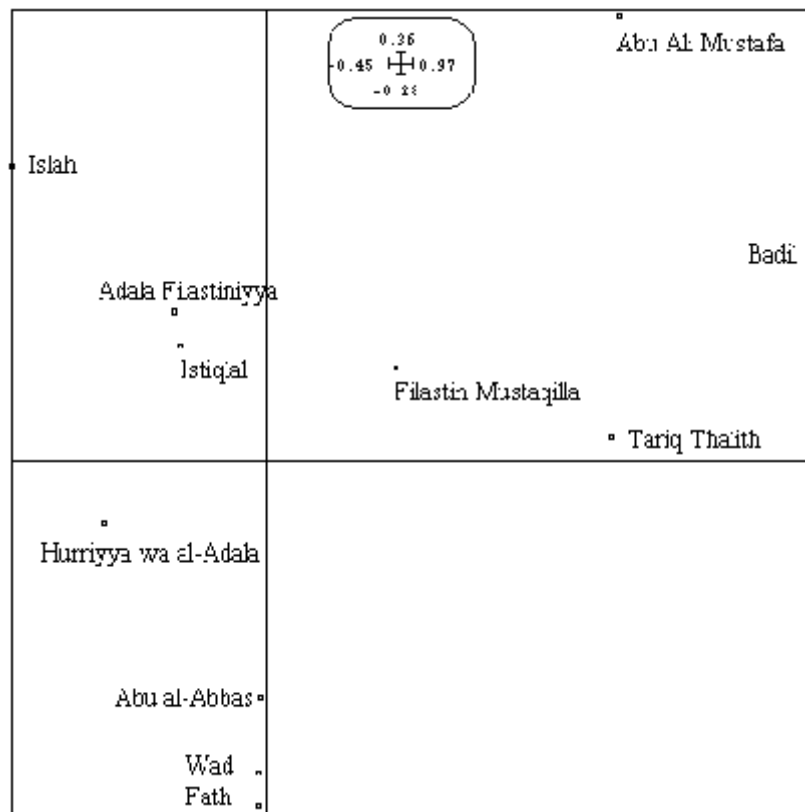 0.36
Abu Ali Mustafa
-0.45 0.97
-0.28
Islah
Badil
Adala Filastiniyya
Istiqlal
Filastin Mustaqilla
Tariq Thalith
Hurriyya wa al-Adala
Abu al-Abbas
Wad
Fath